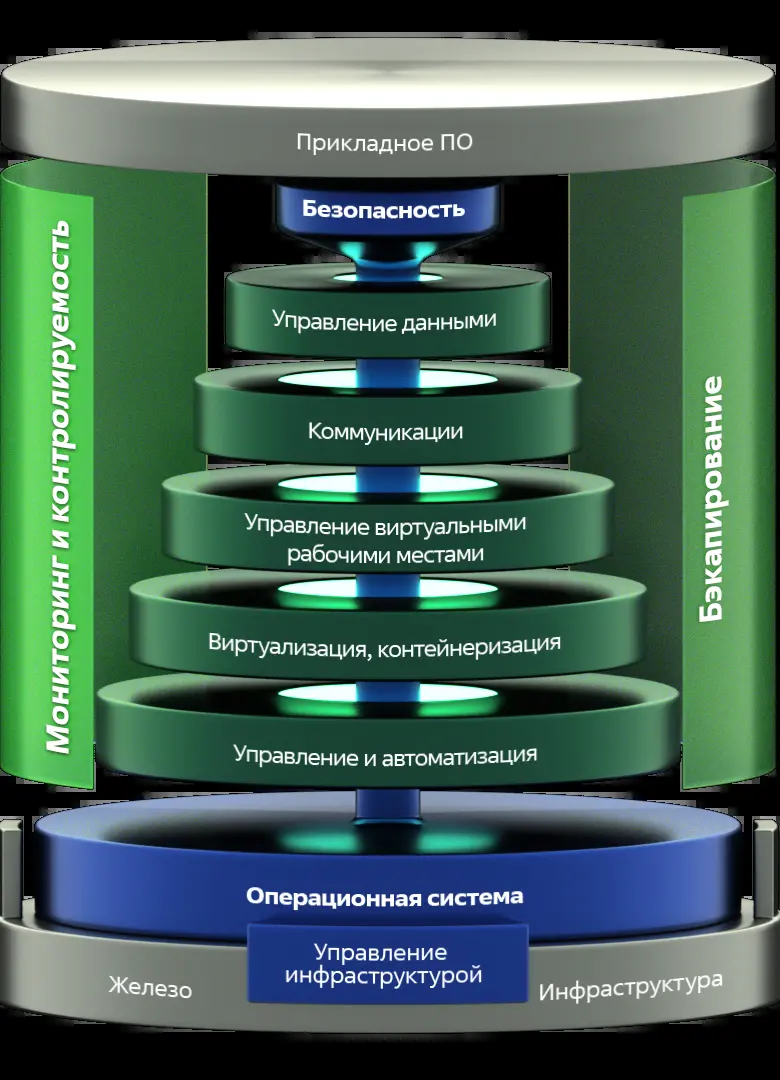 Прикладное ПО
Безопасность
Мониторинг и контролируемость
Управление данными
Коммуникации
Бэкапирование
Управление виртуальными
рабочими местами
Виртуализация, контейнеризация
Управление и автоматизация
Операционная система
Управление
инфраструктурой
Железо
Инфраструктура